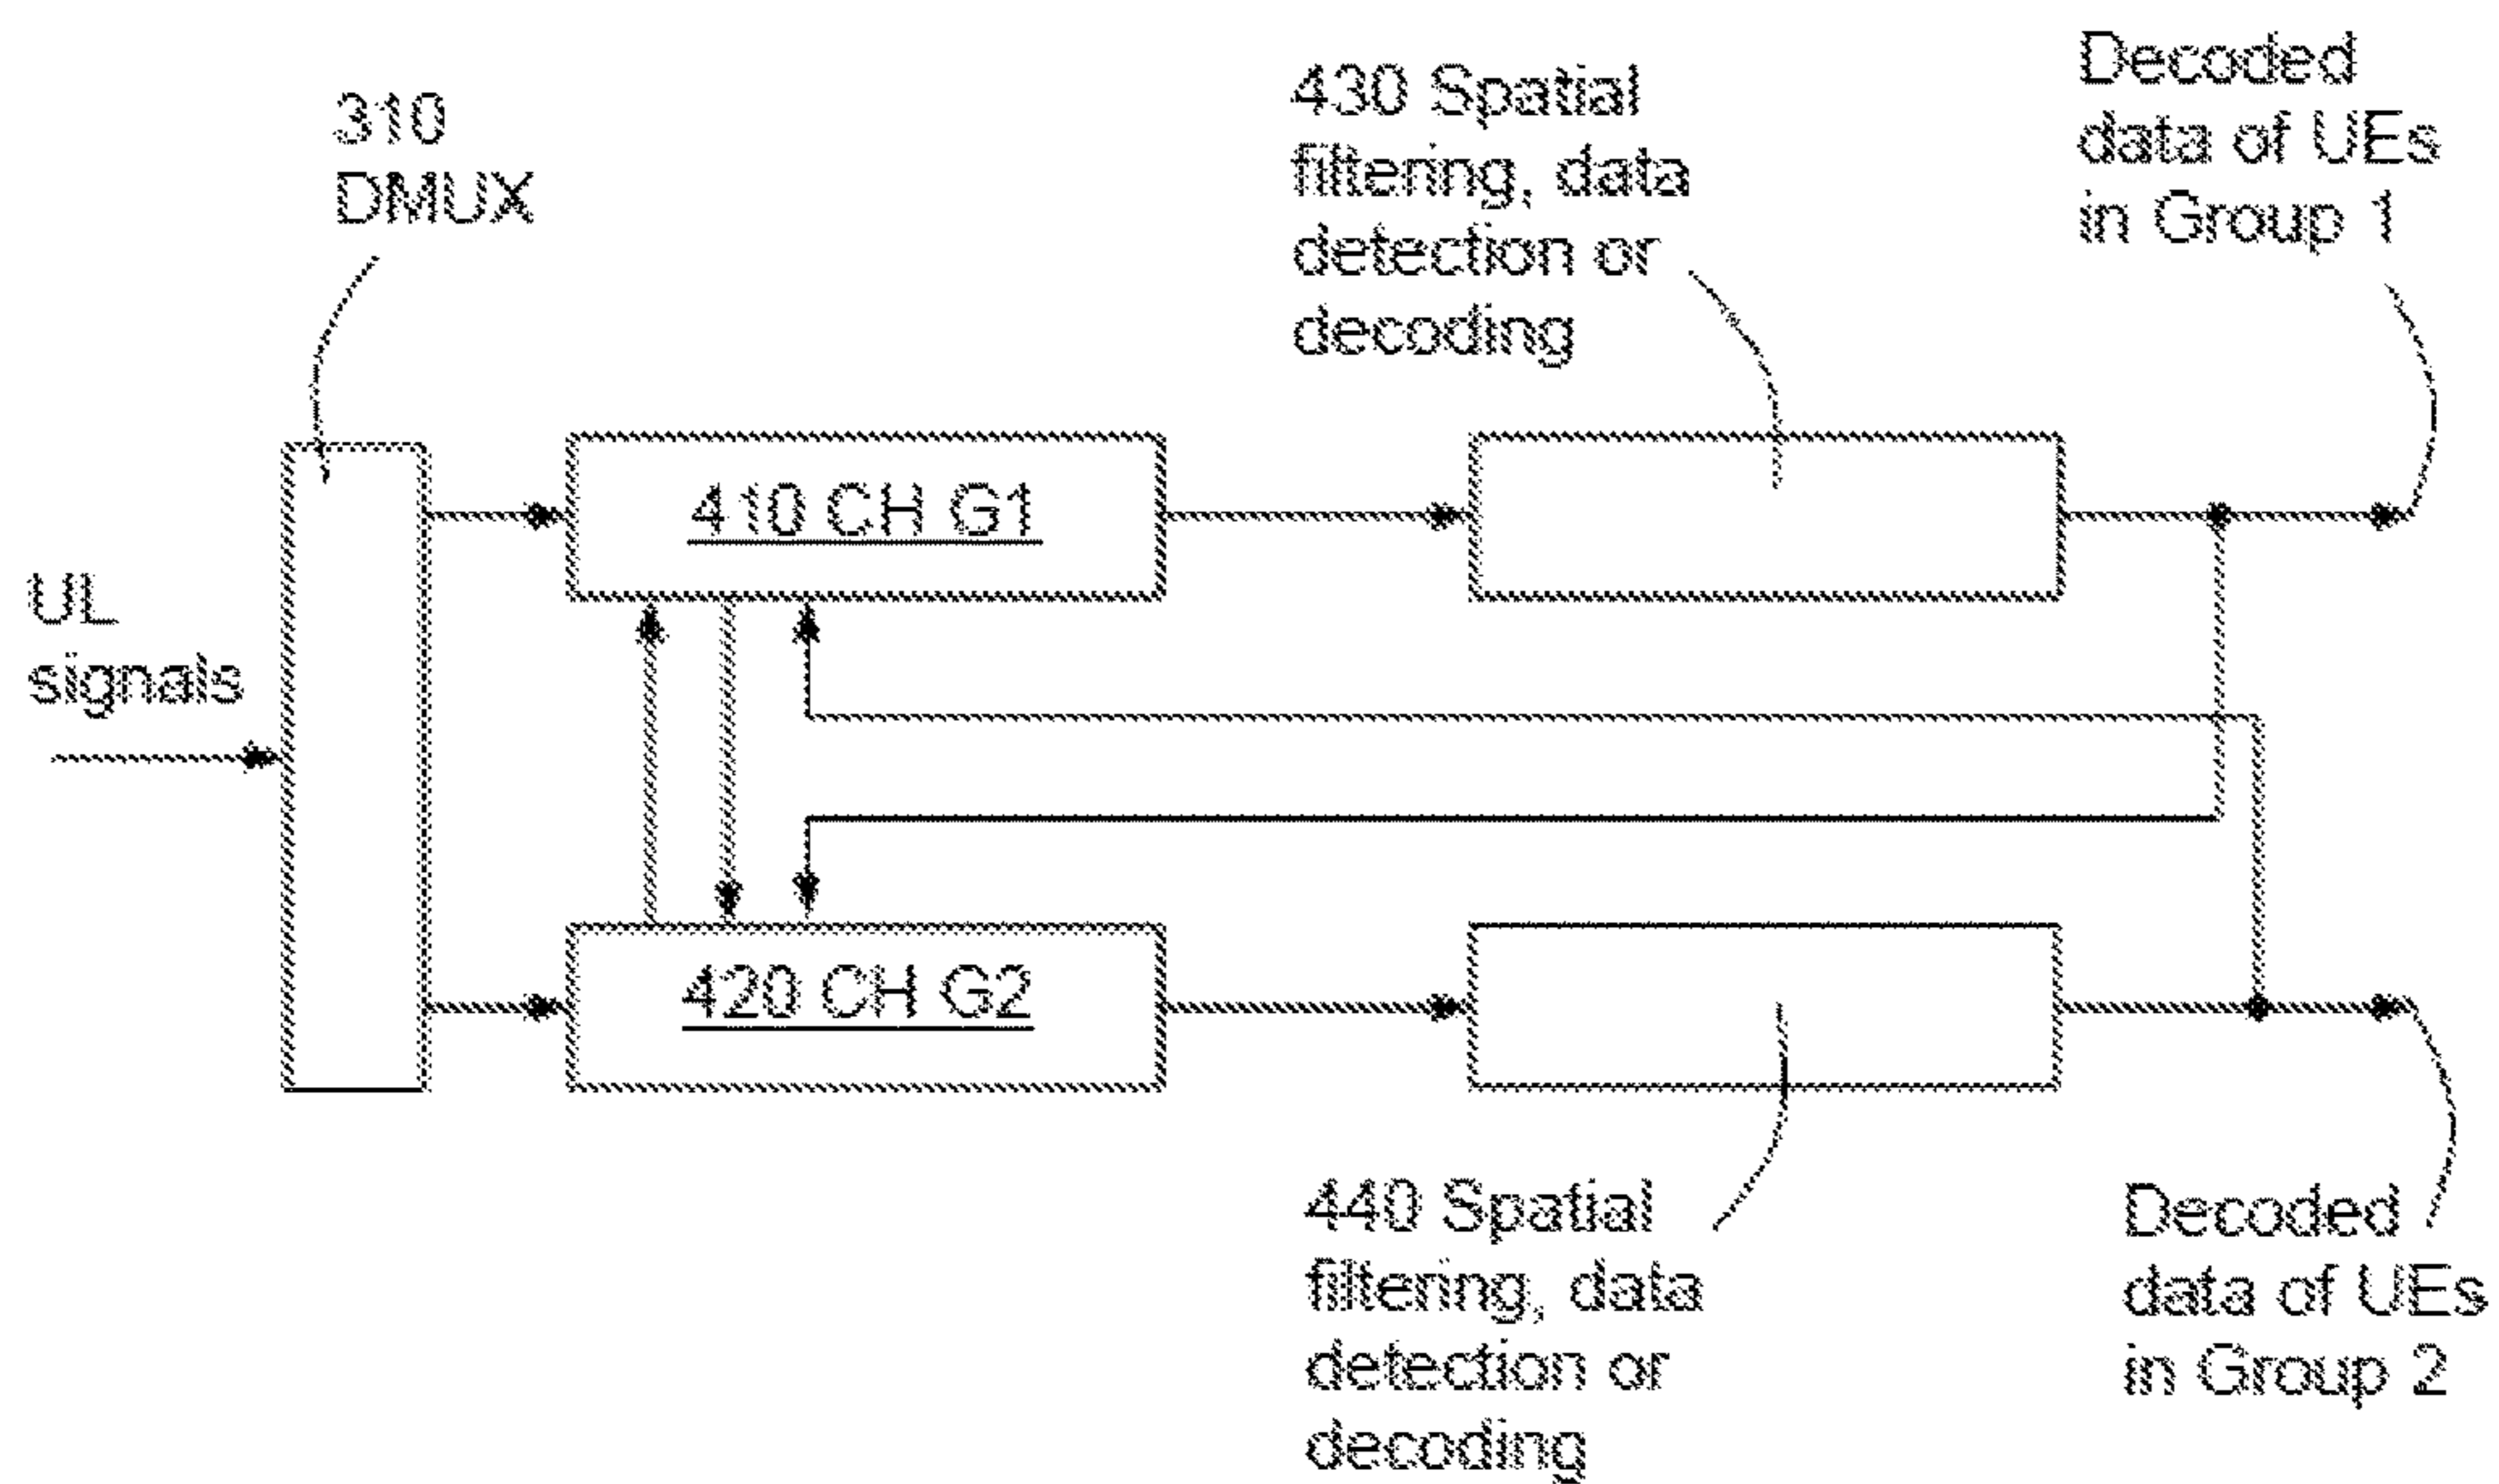 310
DMUX
430 Spatial
filtering, data
detection or
decoding
Decoded
data of UEs
in Group 1
410 CH G1
UL
signals
420 CH G2
440 Spatial
filtering, data
detection or
decoding
Decoded
data of UEs
in Group 2